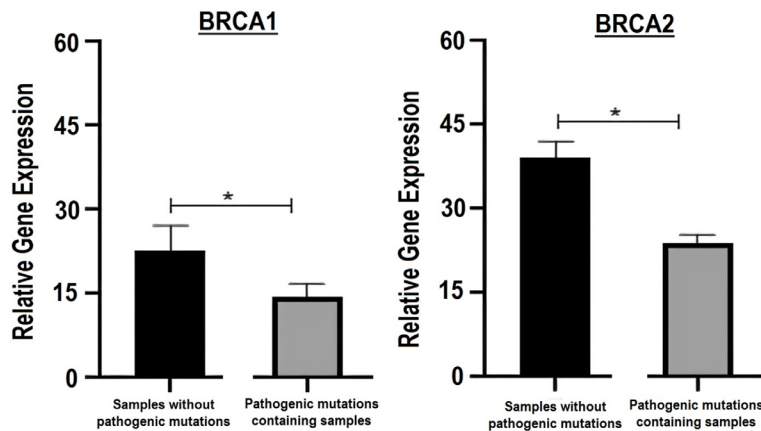 BRCA1
Relative Gene Expression
60
45
30
15
0
*
Samples without
pathogenic mutations
Pathogenic mutations
containing samples
BRCA2
Relative Gene Expression
60
45
30
15
0
*
Samples without
pathogenic mutations
Pathogenic mutations
containing samples